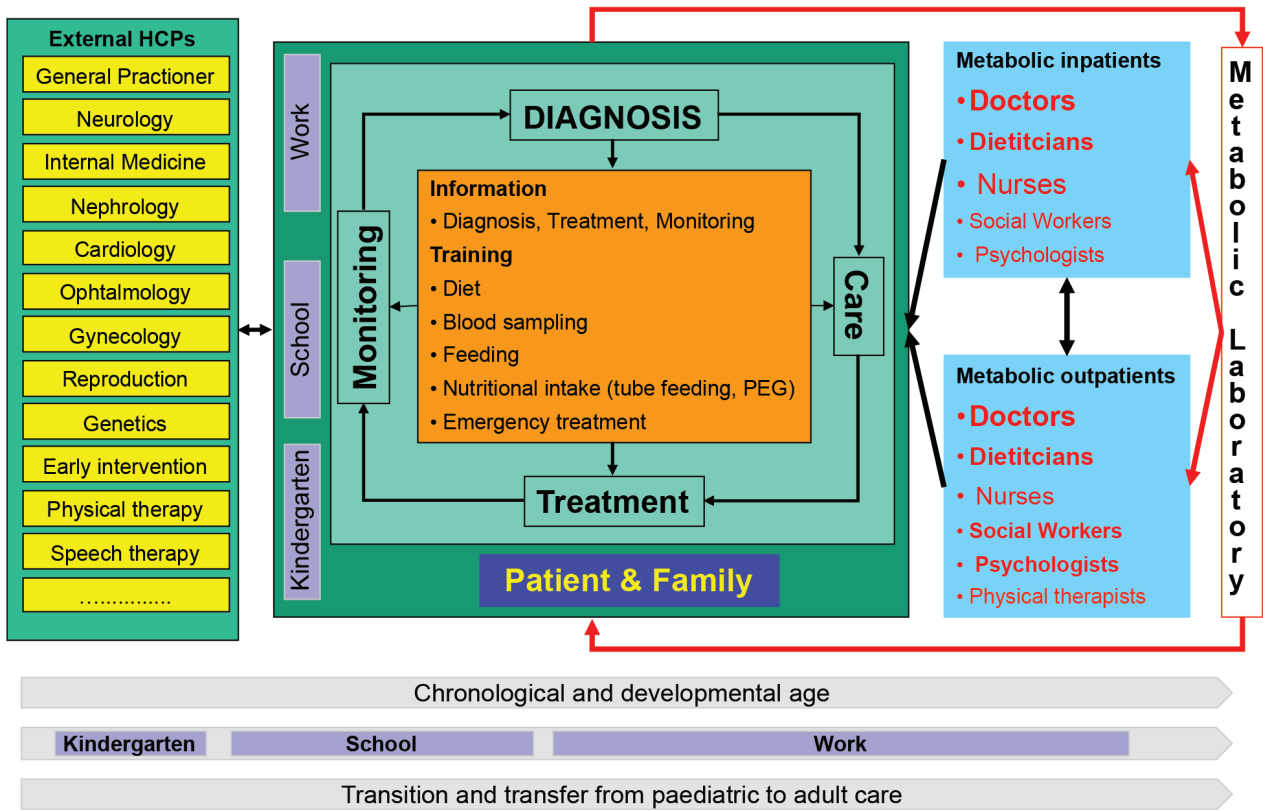 External HCPs
General Practioner
Neurology
Internal Medicine
Nephrology
Cardiology
Ophtalmology
Gynecology
Reproduction
Genetics
Early intervention
Physical therapy
Speech therapy
…............
Work
School
Kindergarten
DIAGNOSIS
Monitoring
Information
• Diagnosis, Treatment, Monitoring
Training
• Diet
• Blood sampling
• Feeding
• Nutritional intake (tube feeding, PEG)
• Emergency treatment
Care
Treatment
Patient & Family
Metabolic inpatients
• Doctors
• Dietitcians
• Nurses
• Social Workers
• Psychologists
Metabolic outpatients
• Doctors
• Dietitcians
• Nurses
• Social Workers
• Psychologists
• Physical therapists
Metabolic Laboratory
Chronological and developmental age
Kindergarten
School
Work
Transition and transfer from paediatric to adult care